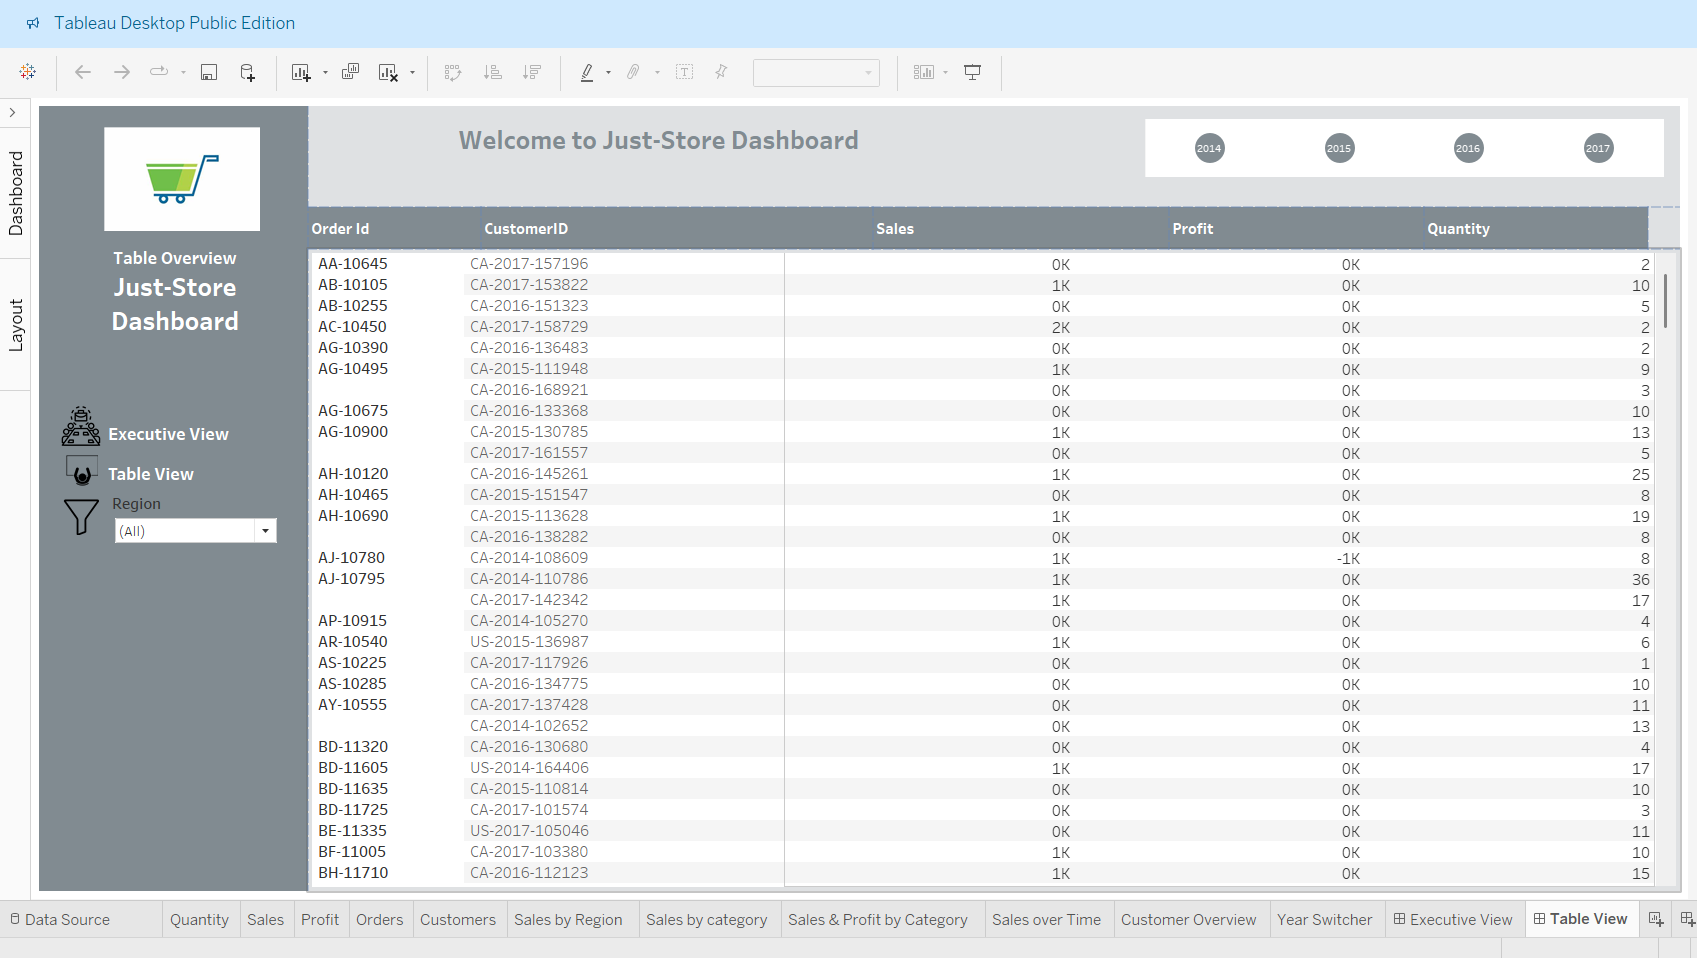 Tableau Desktop Public Edition
Dashboard
Layout
Welcome to Just-Store Dashboard
2014 2015 2016 2017
Table Overview
Just-Store
Dashboard
Executive View
Table View
Region
(All)
Order Id CustomerID Sales Profit Quantity
AA-10645 CA-2017-157196 0K 0K 2
AB-10105 CA-2017-153822 1K 0K 10
AB-10255 CA-2016-151323 0K 0K 5
AC-10450 CA-2017-158729 2K 0K 2
AG-10390 CA-2016-136483 0K 0K 2
AG-10495 CA-2015-111948 1K 0K 9
CA-2016-168921 0K 0K 3
AG-10675 CA-2016-133368 0K 0K 10
AG-10900 CA-2015-130785 1K 0K 13
CA-2017-161557 0K 0K 5
AH-10120 CA-2016-145261 1K 0K 25
AH-10465 CA-2015-151547 0K 0K 8
AH-10690 CA-2015-113628 1K 0K 19
CA-2016-138282 0K 0K 8
AJ-10780 CA-2014-108609 1K -1K 8
AJ-10795 CA-2014-110786 1K 0K 36
CA-2017-142342 1K 0K 17
AP-10915 CA-2014-105270 0K 0K 4
AR-10540 US-2015-136987 1K 0K 6
AS-10225 CA-2017-117926 0K 0K 1
AS-10285 CA-2016-134775 0K 0K 10
AY-10555 CA-2017-137428 0K 0K 11
CA-2014-102652 0K 0K 13
BD-11320 CA-2016-130680 0K 0K 4
BD-11605 US-2014-164406 1K 0K 17
BD-11635 CA-2015-110814 0K 0K 10
BD-11725 CA-2017-101574 0K 0K 3
BE-11335 US-2017-105046 0K 0K 11
BF-11005 CA-2017-103380 1K 0K 10
BH-11710 CA-2016-112123 1K 0K 15
Data Source Quantity Sales Profit Orders Customers Sales by Region Sales by category Sales & Profit by Category Sales over Time Customer Overview Year Switcher Executive View Table View